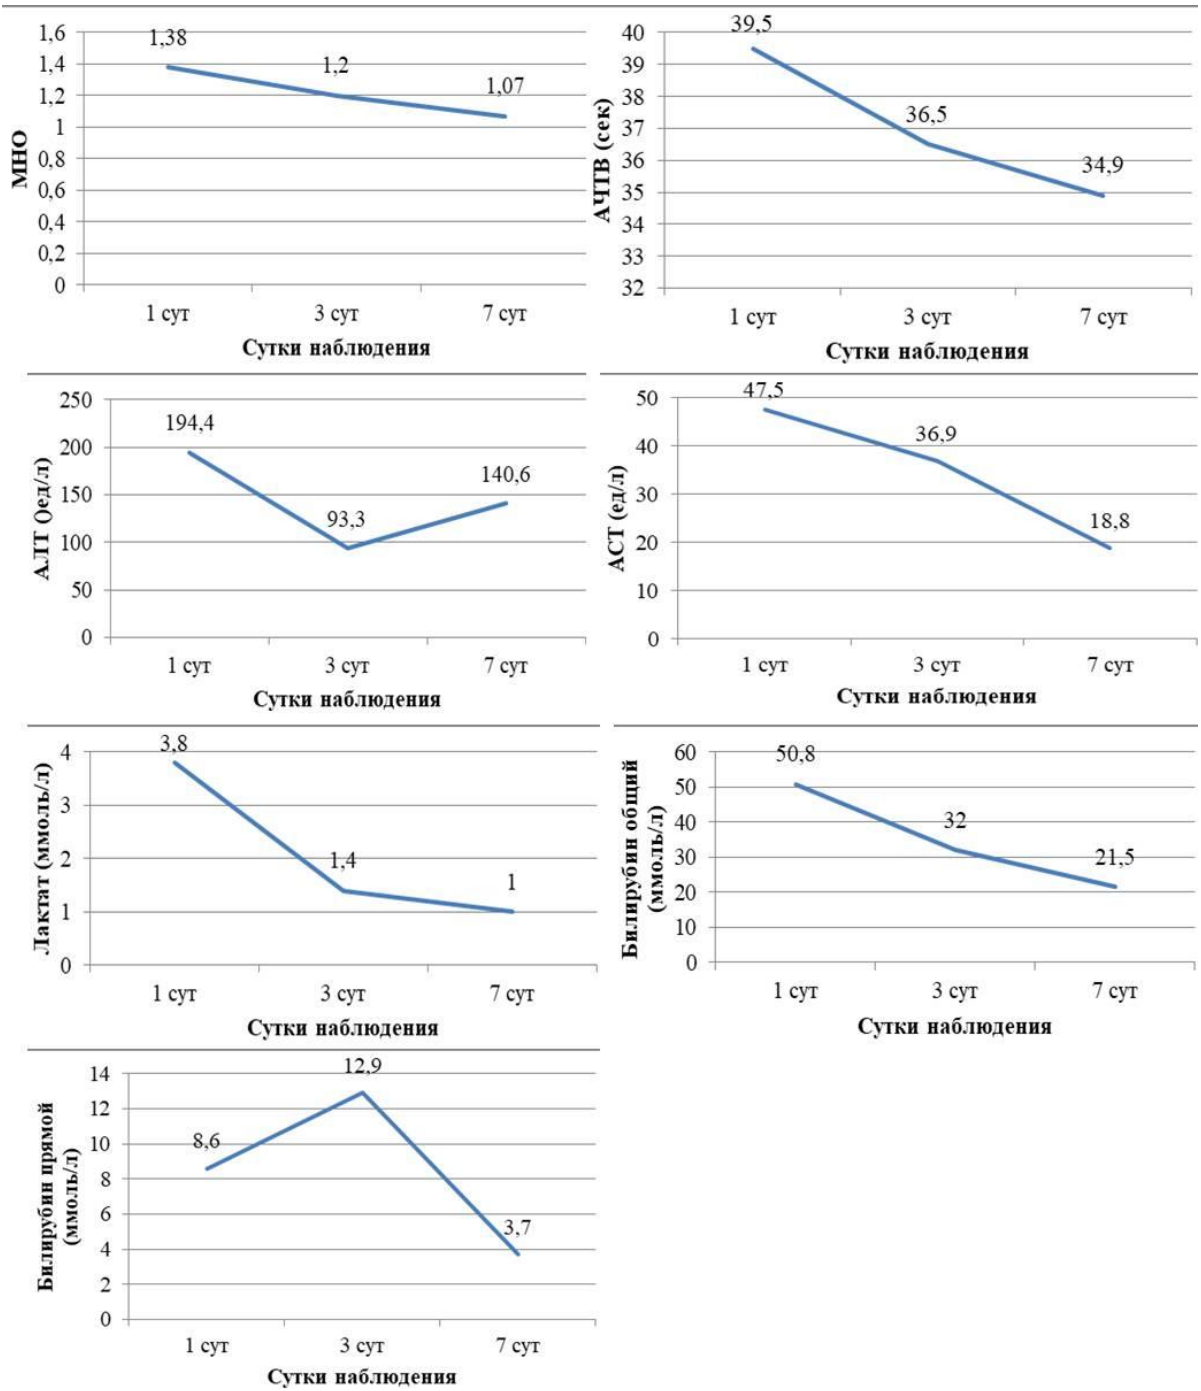 1,6
1,4
1,2
1
0,8
0,6
0,4
0,2
0
МНО
1,38
1,2
1,07
1 сут
3 сут
7 сут
Сутки наблюдения
40
39
38
37
36
35
34
33
32
АЧТВ (сек)
39,5
36,5
34,9
1 сут
3 сут
7 сут
Сутки наблюдения
250
200
150
100
50
0
АЛТ ()ед/л)
194,4
93,3
140,6
1 сут
3 сут
7 сут
Сутки наблюдения
50
40
30
20
10
0
АСТ (ед/л)
47,5
36,9
18,8
1 сут
3 сут
7 сут
Сутки наблюдения
4
3
2
1
0
Лактат (ммоль/л)
3,8
1,4
1
1 сут
3 сут
7 сут
Сутки наблюдения
60
50
40
30
20
10
0
Билирубин общий
(ммоль/л)
50,8
32
21,5
1 сут
3 сут
7 сут
Сутки наблюдения
14
12
10
8
6
4
2
0
Билирубин прямой
(ммоль/л)
8,6
12,9
3,7
1 сут
3 сут
7 сут
Сутки наблюдения